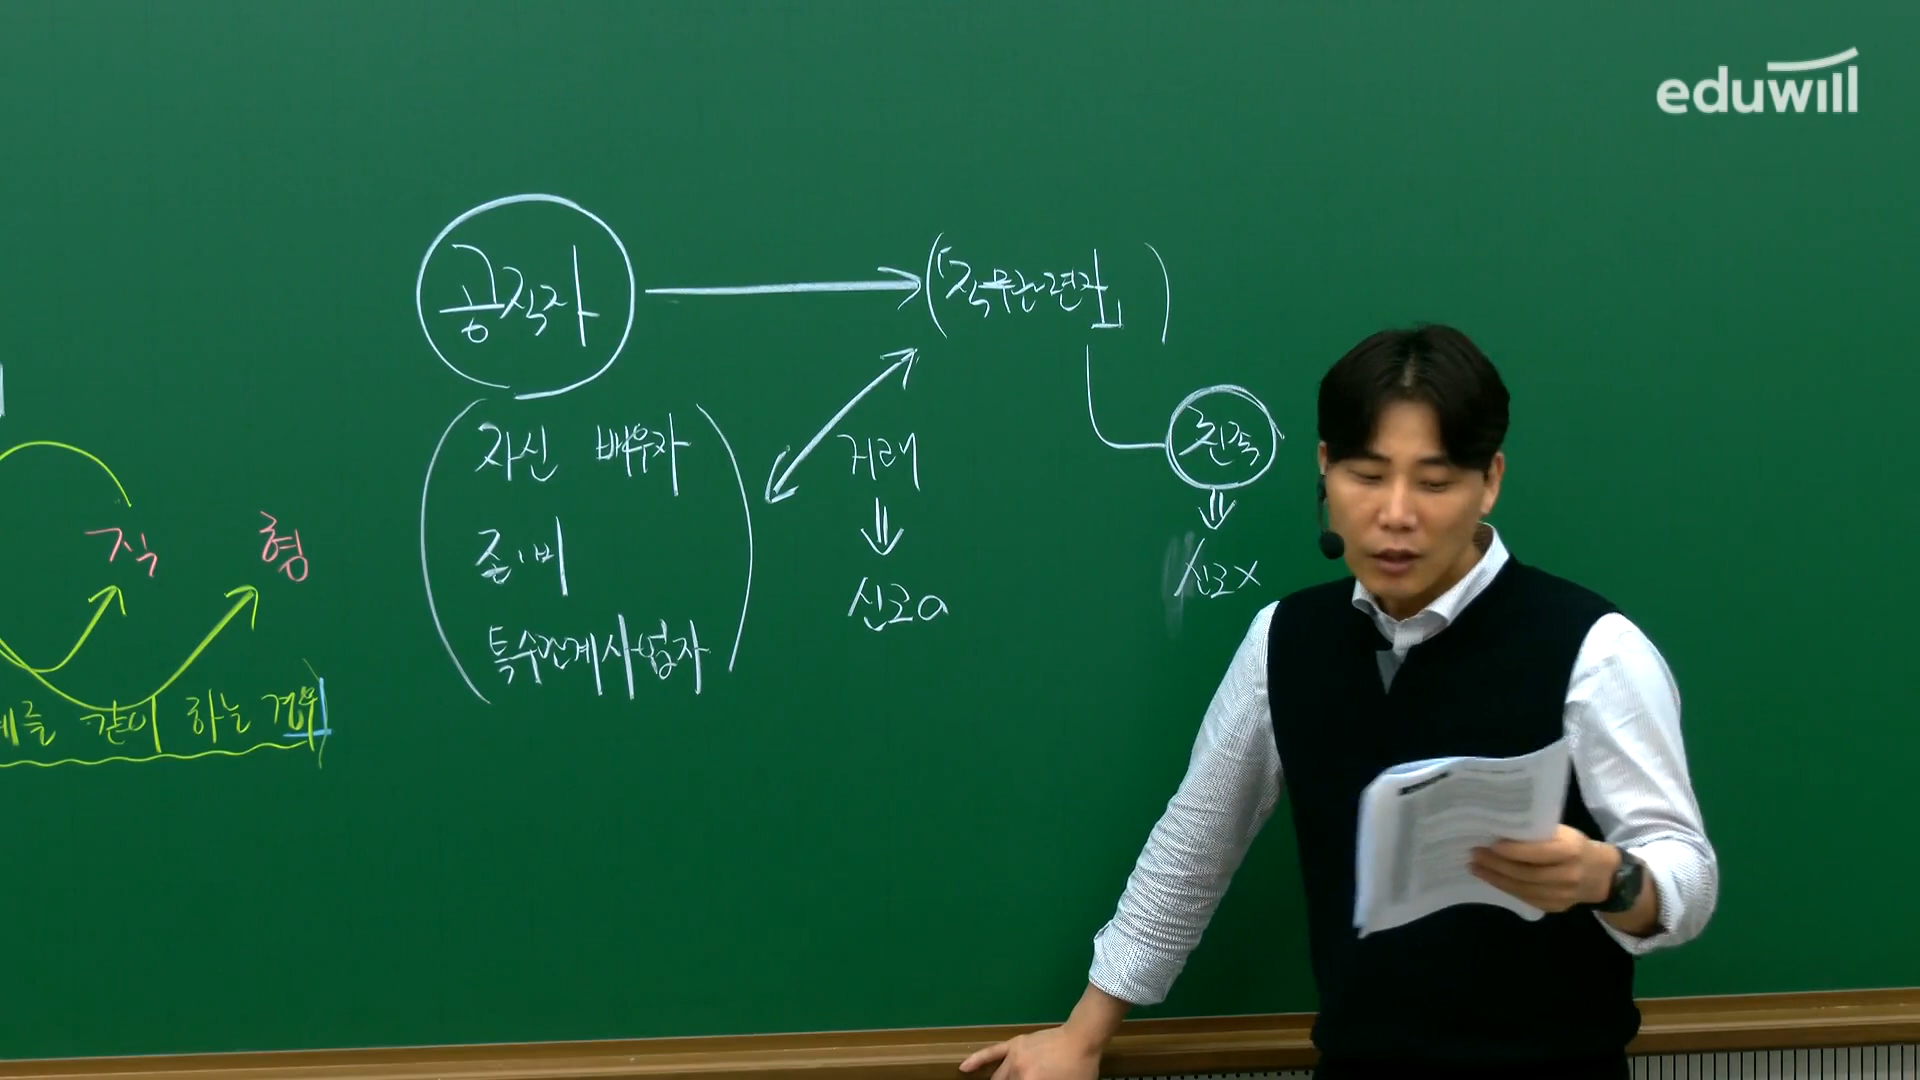 eduwill
공직자
「직무관련자」
자신 배우자
존·비
특수관계사업자
거래
신고O
친족
신고X
직 형
를 같이 하는 경우